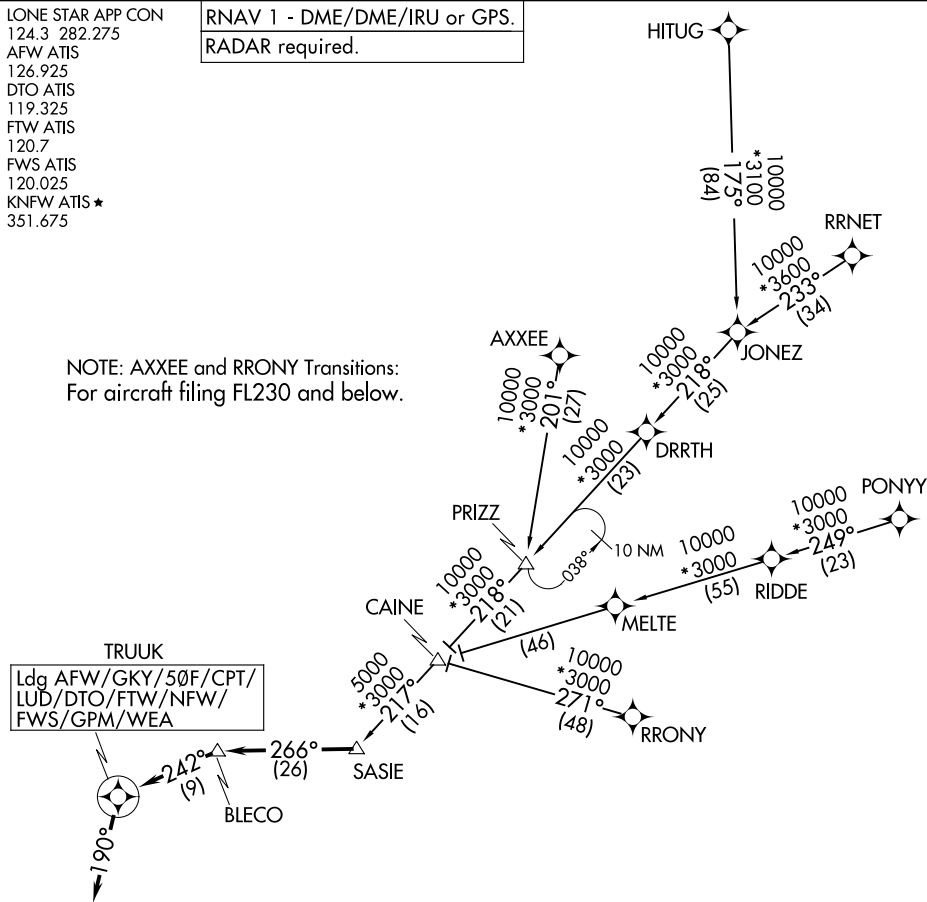 LONE STAR APP CON
124.3 282.275
AFW ATIS
126.925
DTO ATIS
119.325
FTW ATIS
120.7
FWS ATIS
120.025
KNFW ATIS ★
351.675
RNAV 1 - DME/DME/IRU or GPS.
RADAR required.
HITUG
10000
*3100
175°
(84)
RRNET
10000
*3600
233°
(34)
JONEZ
AXXEE
10000
*3000
201°
(27)
10000
*3000
218°
(25)
NOTE: AXXEE and RRONY Transitions:
For aircraft filing FL230 and below.
DRRTH
10000
*3000
(23)
PRIZZ
038°
10 NM
PONYY
10000
*3000
249°
(23)
RIDDE
10000
*3000
(55)
MELTE
10000
*3000
218°
(21)
CAINE
(46)
10000
*3000
271°
(48)
RRONY
5000
*3000
217°
(16)
SASIE
TRUUK
Ldg AFW/GKY/5ØF/CPT/
LUD/DTO/FTW/NFW/
FWS/GPM/WEA
266°
(26)
BLECO
242°
(9)
190°